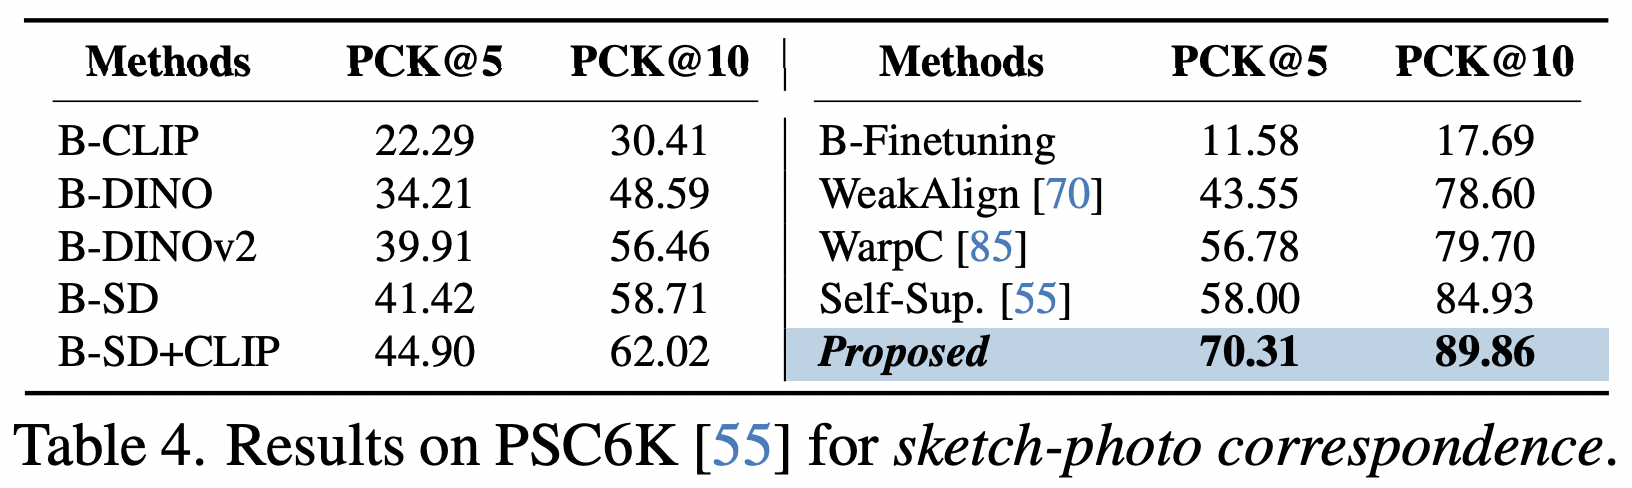 Methods PCK@5 PCK@10 Methods PCK@5 PCK@10
B-CLIP 22.29 30.41 B-Finetuning 11.58 17.69
B-DINO 34.21 48.59 WeakAlign [70] 43.55 78.60
B-DINOv2 39.91 56.46 WarpC [85] 56.78 79.70
B-SD 41.42 58.71 Self-Sup. [55] 58.00 84.93
B-SD+CLIP 44.90 62.02 Proposed 70.31 89.86
Table 4. Results on PSC6K [55] for sketch-photo correspondence.